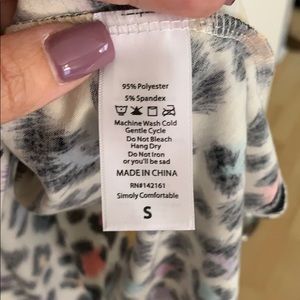 95% Polyester
5% Spandex
Machine Wash Cold
Gentle Cycle
Do Not Bleach
Hang Dry
Do Not Iron
or you'll be sad
MADE IN CHINA
RN#142161
Simply Comfortable
S